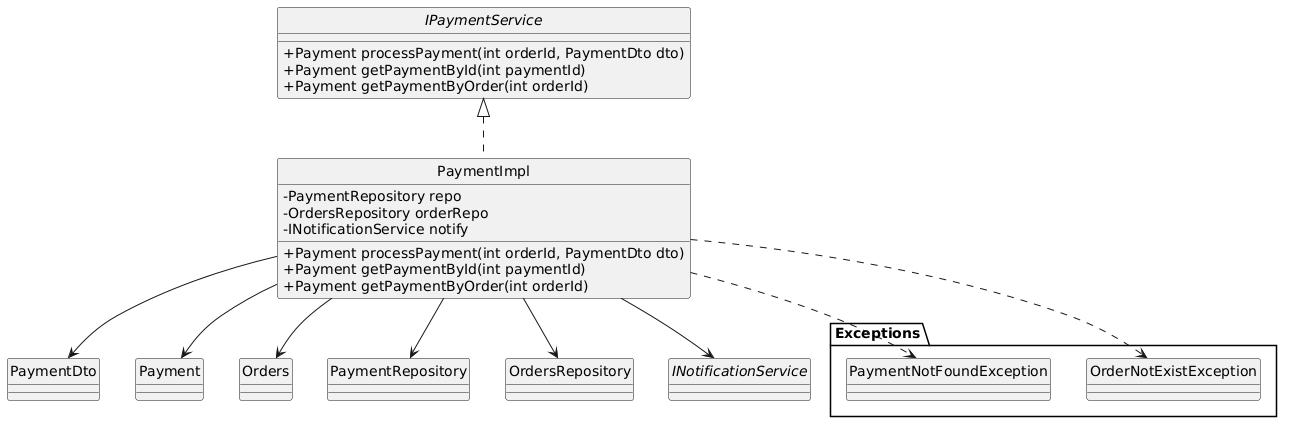 IPaymentService
+Payment processPayment(int orderId, PaymentDto dto)
+Payment getPaymentById(int paymentId)
+Payment getPaymentByOrder(int orderId)
PaymentImpl
-PaymentRepository repo
-OrdersRepository orderRepo
-INotificationService notify
+Payment processPayment(int orderId, PaymentDto dto)
+Payment getPaymentById(int paymentId)
+Payment getPaymentByOrder(int orderId)
Exceptions
PaymentDto
Payment
Orders
PaymentRepository
OrdersRepository
INotificationService
PaymentNotFoundException
OrderNotExistException